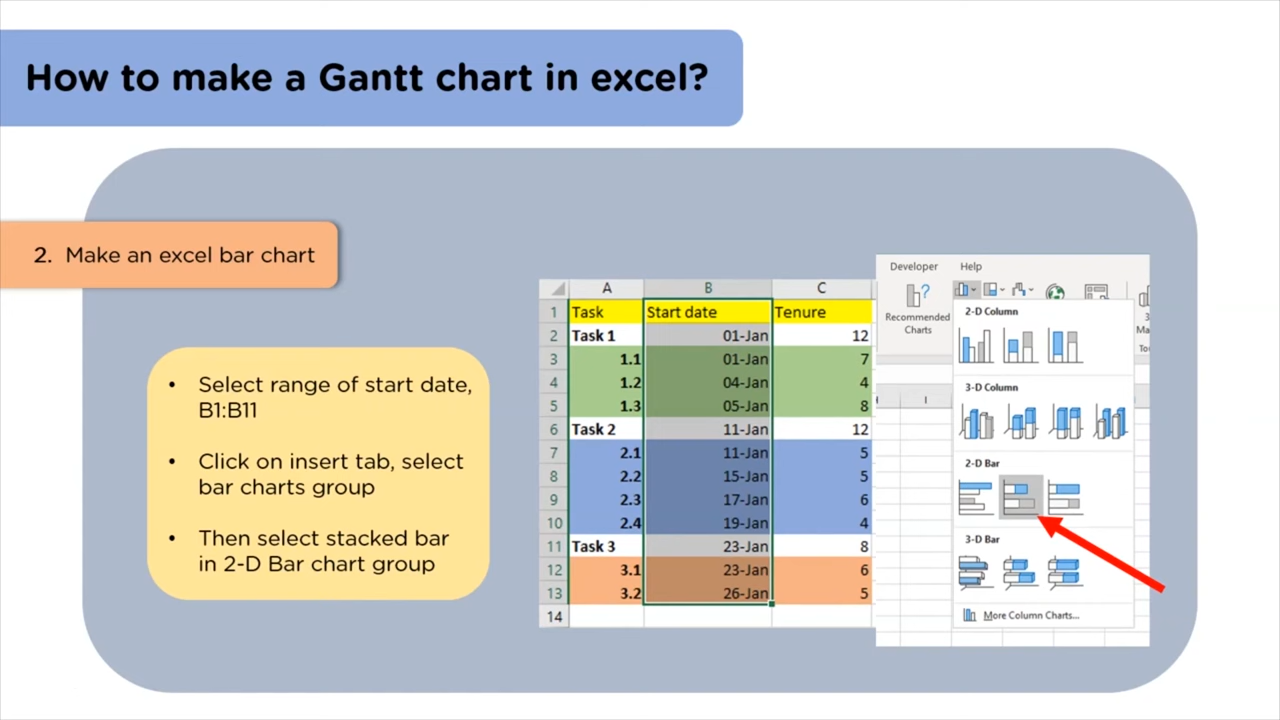 How to make a Gantt chart in excel?
2. Make an excel bar chart
• Select range of start date,
B1:B11
• Click on insert tab, select
bar charts group
• Then select stacked bar
in 2-D Bar chart group
A B C
1 Task Start date Tenure
2 Task 1 01-Jan 12
3 1.1 01-Jan 7
4 1.2 04-Jan 4
5 1.3 05-Jan 8
6 Task 2 11-Jan 12
7 2.1 11-Jan 5
8 2.2 15-Jan 5
9 2.3 17-Jan 6
10 2.4 19-Jan 4
11 Task 3 23-Jan 8
12 3.1 23-Jan 6
13 3.2 26-Jan 5
14
Developer Help
Recommended
Charts
2-D Column
3-D Column
2-D Bar
3-D Bar
More Column Charts...
3
Ma
To
I